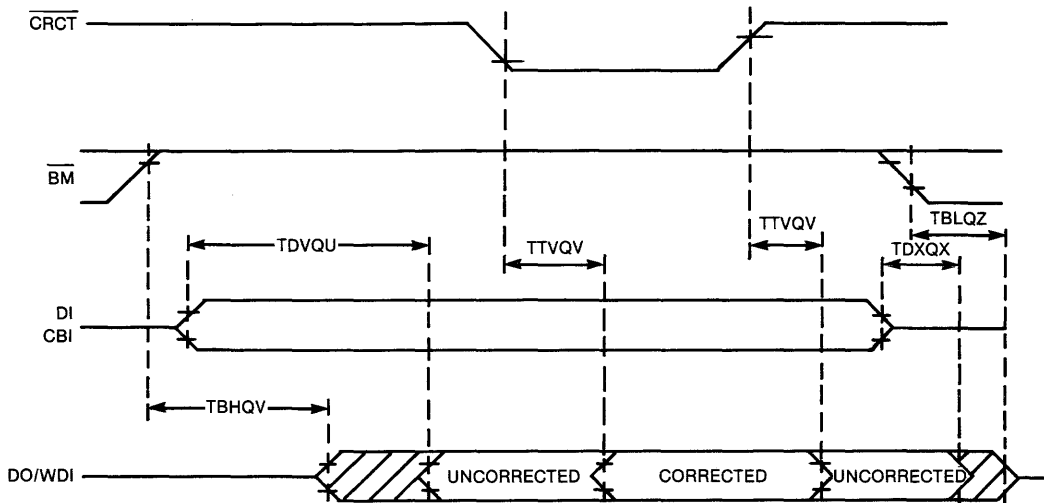 CRCT
BM
TBLQZ
TDVQU
TTVQV
TTVQV
TDXQX
DI
CBI
TBHQV
DO/WDI
UNCORRECTED
CORRECTED
UNCORRECTED